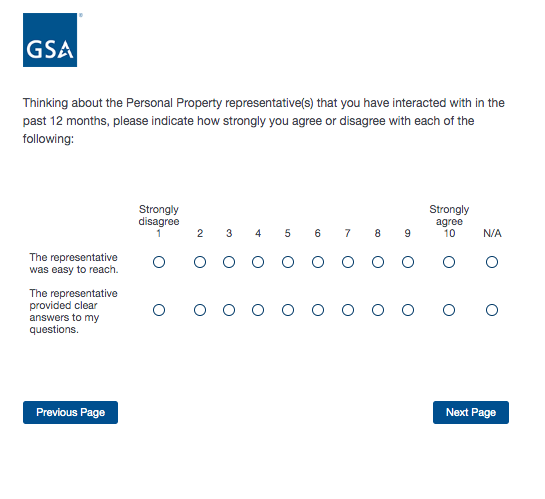 GSA
Thinking about the Personal Property representative(s) that you have interacted with in the
past 12 months, please indicate how strongly you agree or disagree with each of the
following:
Strongly
disagree
1 2 3 4 5 6 7 8 9
Strongly
agree
10 N/A
The representative
was easy to reach.
The representative
provided clear
answers to my
questions.
Previous Page
Next Page